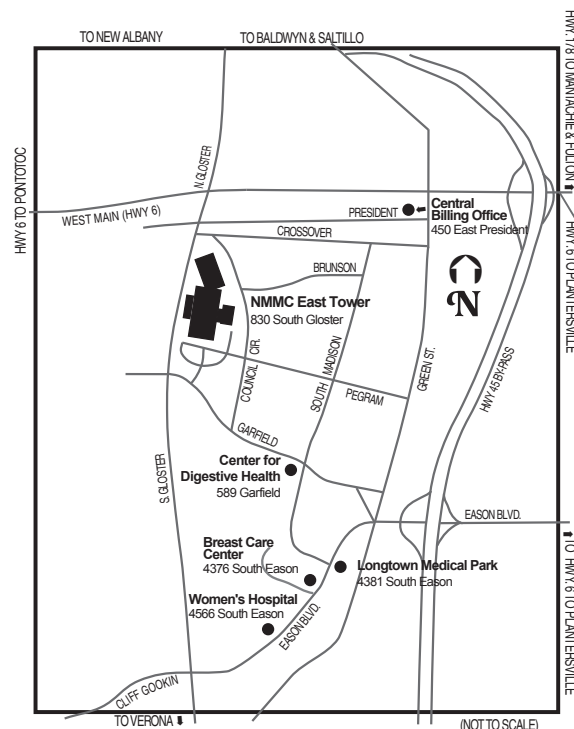 TO NEW ALBANY
TO BALDWYN & SALTILLO
HWY. 178 TO MANTACHIE & FULTON
HWY 6 TO PONTOTOC
N. GLOSTER
WEST MAIN (HWY 6)
PRESIDENT
Central
Billing Office
450 East President
CROSSOVER
HWY. 6 TO PLANTERSVILLE
BRUNSON
N
NMMC East Tower
830 South Gloster
COUNCIL CIR.
SOUTH MADISON
GREEN ST.
HWY 45 BY-PASS
PEGRAM
GARFIELD
Center for
Digestive Health
589 Garfield
S. GLOSTER
EASON BLVD.
Breast Care
Center
4376 South Eason
Longtown Medical Park
4381 South Eason
TO HWY. 6 TO PLANTERSVILLE
Women's Hospital
4566 South Eason
EASON BLVD.
CLIFF GOOKIN
TO VERONA
(NOT TO SCALE)